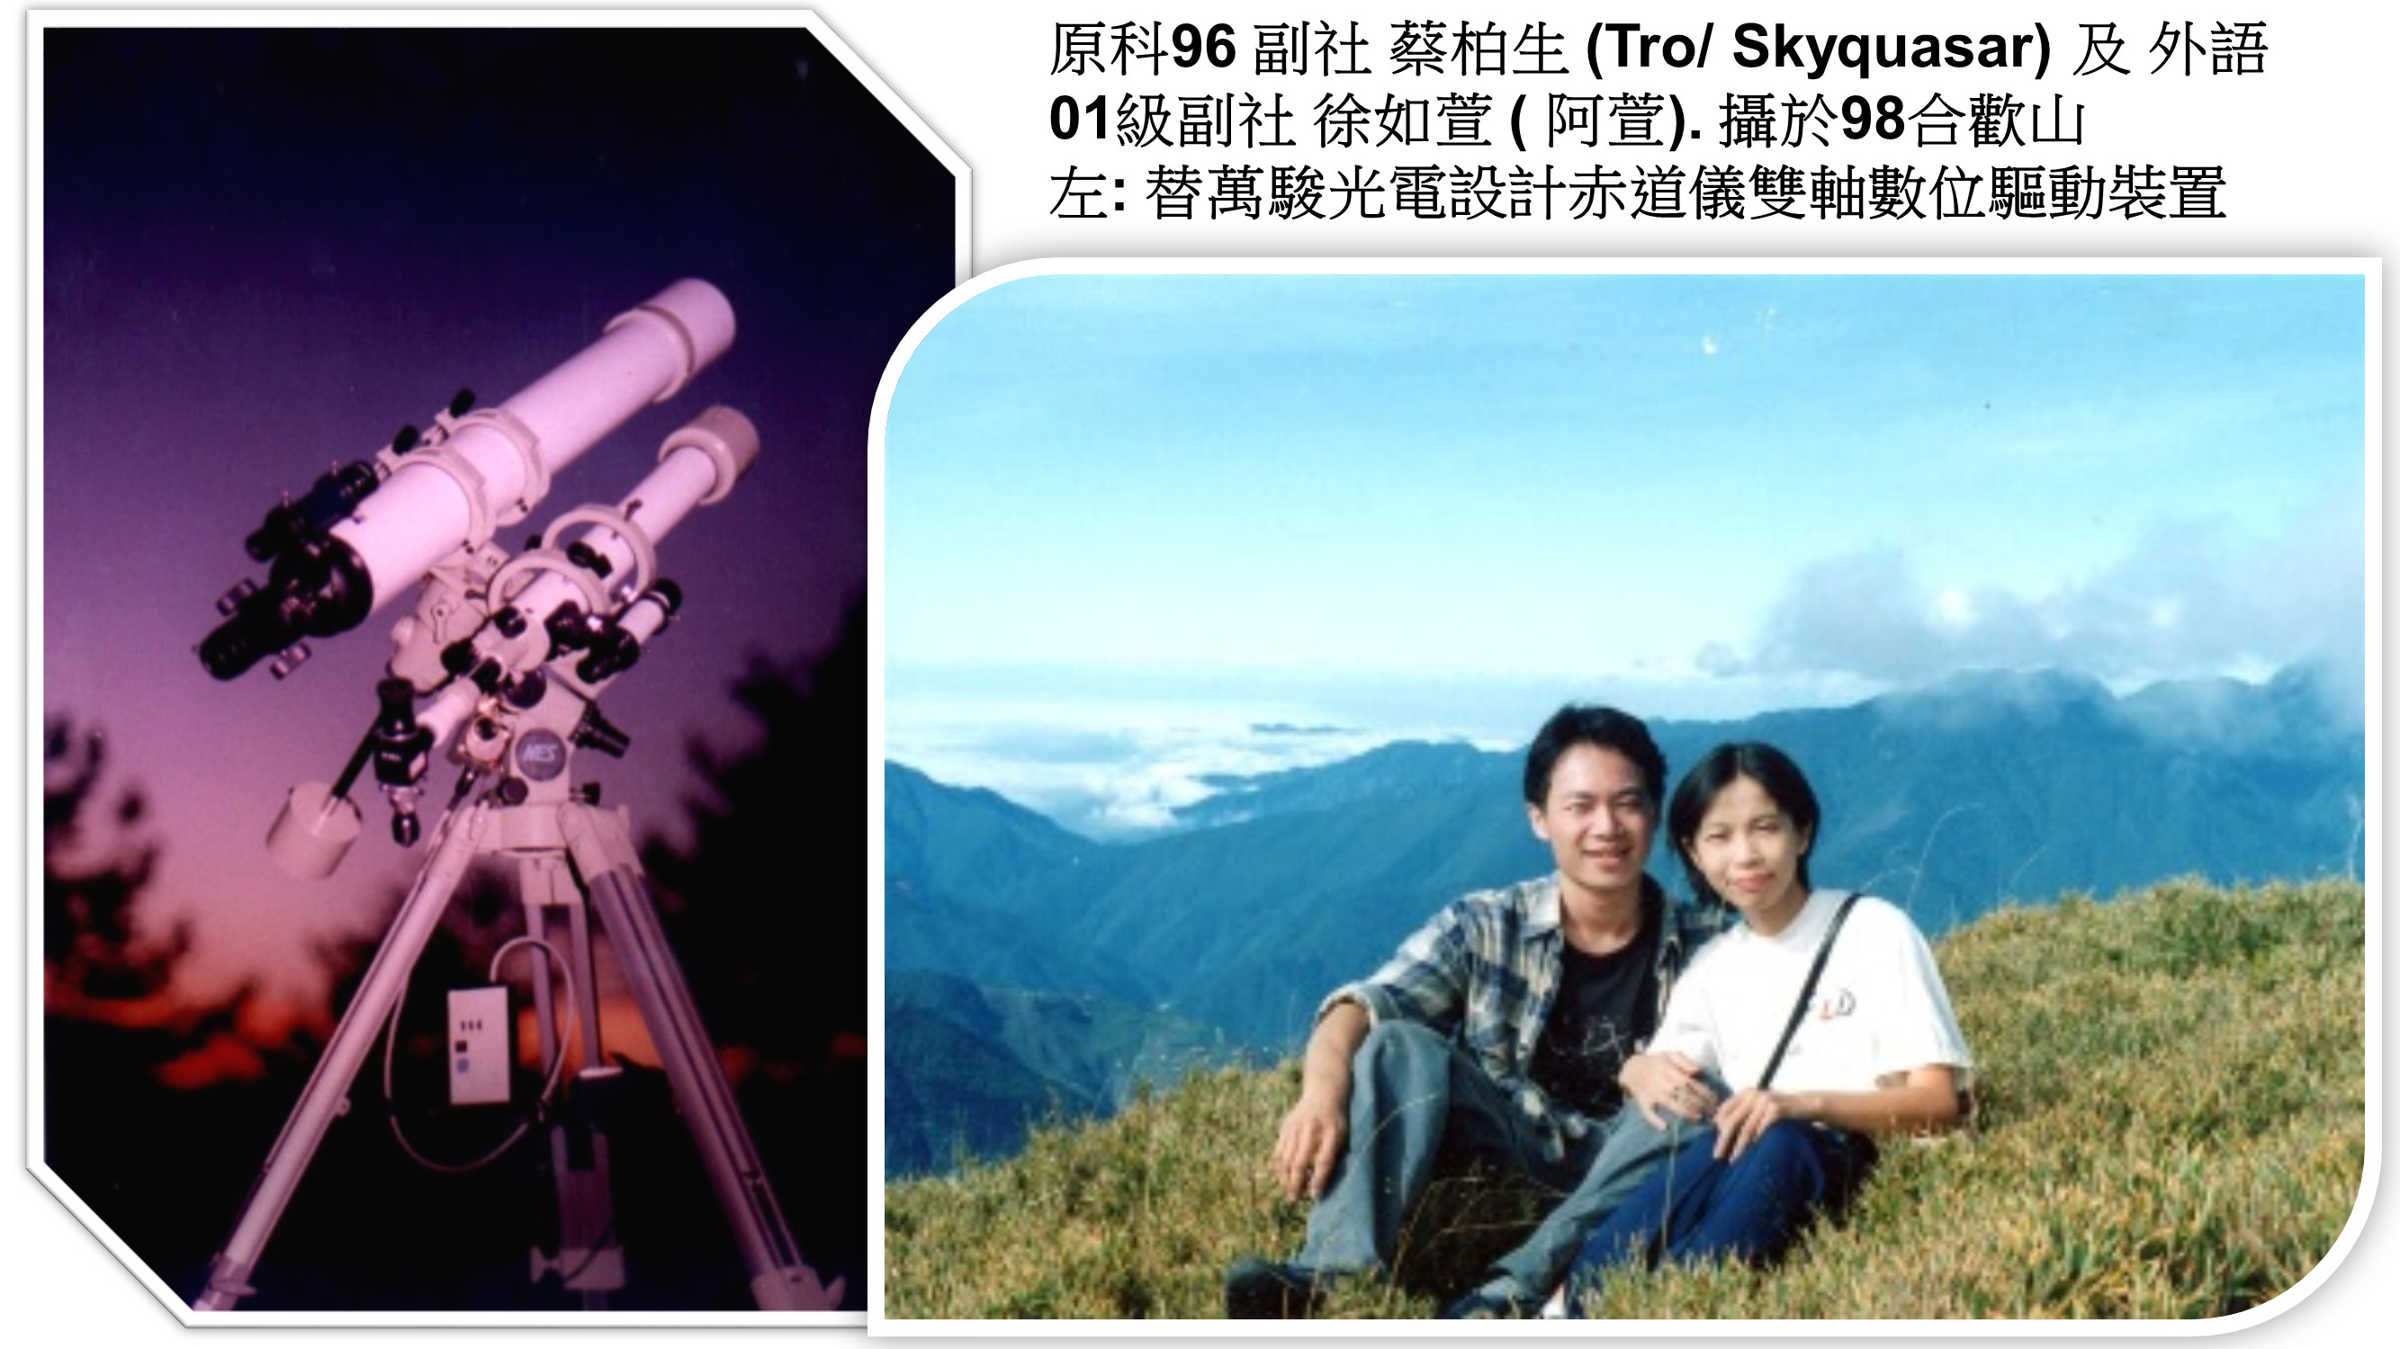 原科96 副社 蔡柏生 (Tro/ Skyquasar) 及 外語
01級副社 徐如萱 ( 阿萱). 攝於98合歡山
左: 替萬駿光電設計赤道儀雙軸數位驅動裝置
NES